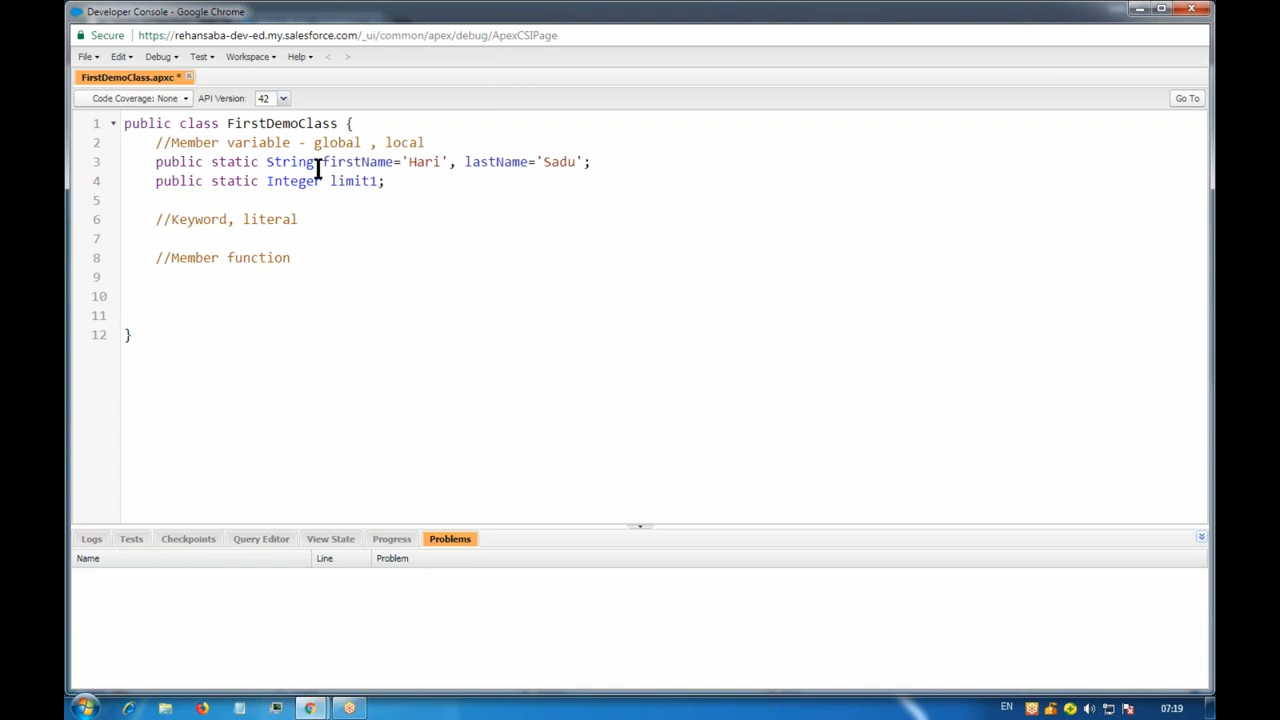 Developer Console - Google Chrome
Secure | https://rehansaba-dev-ed.my.salesforce.com/_ui/common/apex/debug/ApexCSIPage
File Edit Debug Test Workspace Help < >
FirstDemoClass.apxc *
Code Coverage: None API Version: 42 Go To
1 public class FirstDemoClass {
2 //Member variable - global , local
3 public static String firstName='Hari', lastName='Sadu';
4 public static Integer limit1;
5
6 //Keyword, literal
7
8 //Member function
9
10
11
12 }
Logs Tests Checkpoints Query Editor View State Progress Problems
Name Line Problem
EN 07:19